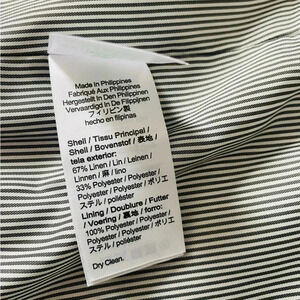 Made in Philippines
Fabriqué Aux Philippines
Hergestellt In Den Philippinen
Vervaardigd In De Filippijnen
フィリピン製
hecho en filipinas
Shell / Tissu Principal /
Shell / Bovenstof / 表地 /
tela exterior:
67% Linen / Lin / Leinen /
Linnen / 麻 / lino
33% Polyester / Polyester /
Polyester / Polyester / ポリエ
ステル / poliéster
Lining / Doublure / Futter
/ Voering / 裏地 / forro:
100% Polyester / Polyester /
Polyester / Polyester / ポリエ
ステル / poliéster
Dry Clean.